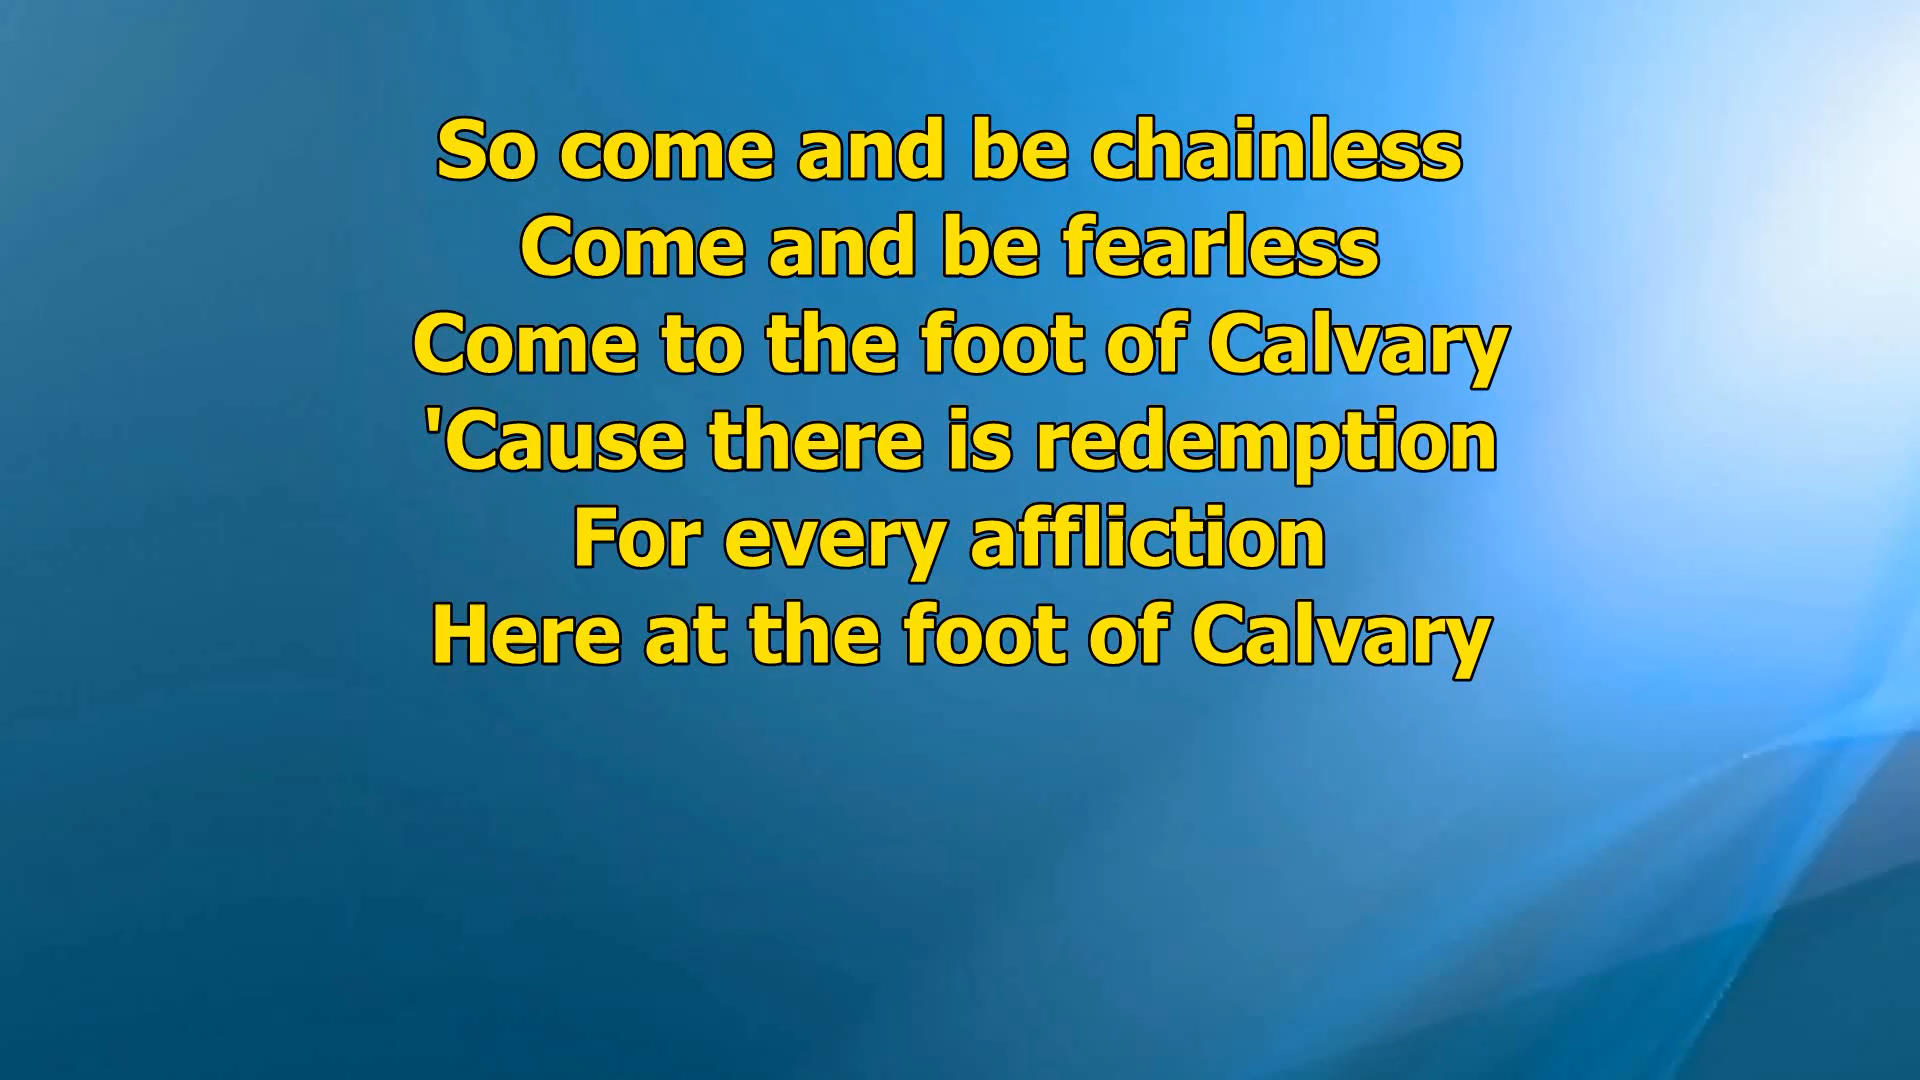 So come and be chainless
Come and be fearless
Come to the foot of Calvary
'Cause there is redemption
For every affliction
Here at the foot of Calvary